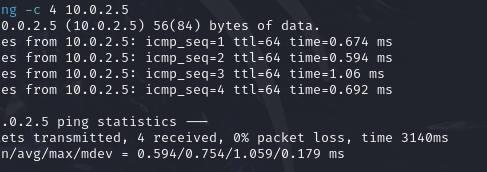 ng -c 4 10.0.2.5
0.0.2.5 (10.0.2.5) 56(84) bytes of data.
es from 10.0.2.5: icmp_seq=1 ttl=64 time=0.674 ms
es from 10.0.2.5: icmp_seq=2 ttl=64 time=0.594 ms
es from 10.0.2.5: icmp_seq=3 ttl=64 time=1.06 ms
es from 10.0.2.5: icmp_seq=4 ttl=64 time=0.692 ms
.0.2.5 ping statistics ---
ets transmitted, 4 received, 0% packet loss, time 3140ms
n/avg/max/mdev = 0.594/0.754/1.059/0.179 ms